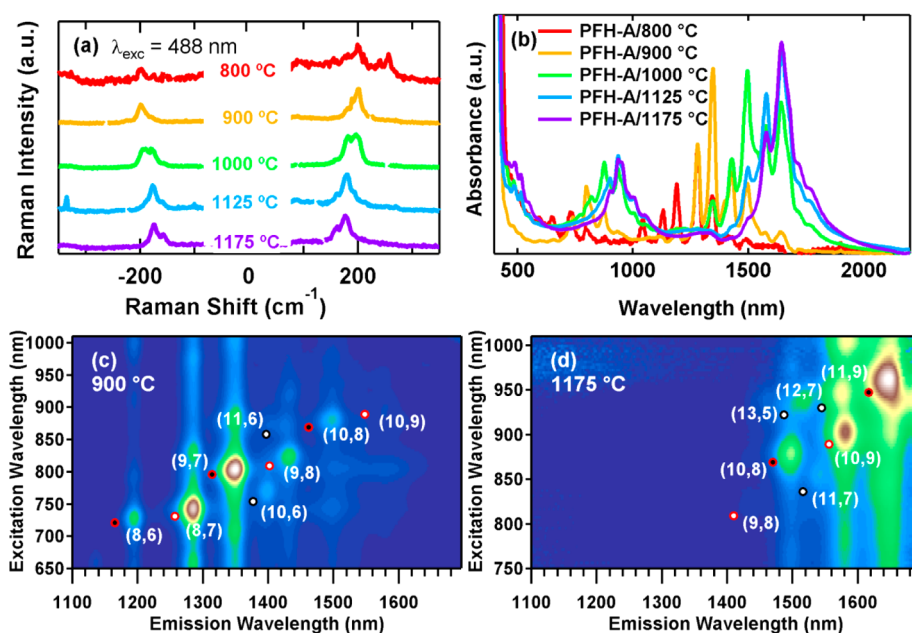 (a) λexc = 488 nm
800 ºC
900 ºC
1000 ºC
1125 ºC
1175 ºC
Raman Intensity (a.u.)
-200 0 200
Raman Shift (cm-1)
(b)
PFH-A/800 °C
PFH-A/900 °C
PFH-A/1000 °C
PFH-A/1125 °C
PFH-A/1175 °C
Absorbance (a.u.)
500 1000 1500 2000
Wavelength (nm)
(c)
900 °C
Excitation Wavelength (nm)
1000
950
900
850
800
750
700
650
(11,6)
(10,9)
(10,8)
(9,7)
(9,8)
(10,6)
(8,6)
(8,7)
1100 1200 1300 1400 1500 1600
Emission Wavelength (nm)
(d)
1175 °C
Excitation Wavelength (nm)
1000
950
900
850
800
750
(11,9)
(12,7)
(13,5)
(10,8)
(10,9)
(11,7)
(9,8)
1100 1200 1300 1400 1500 1600
Emission Wavelength (nm)